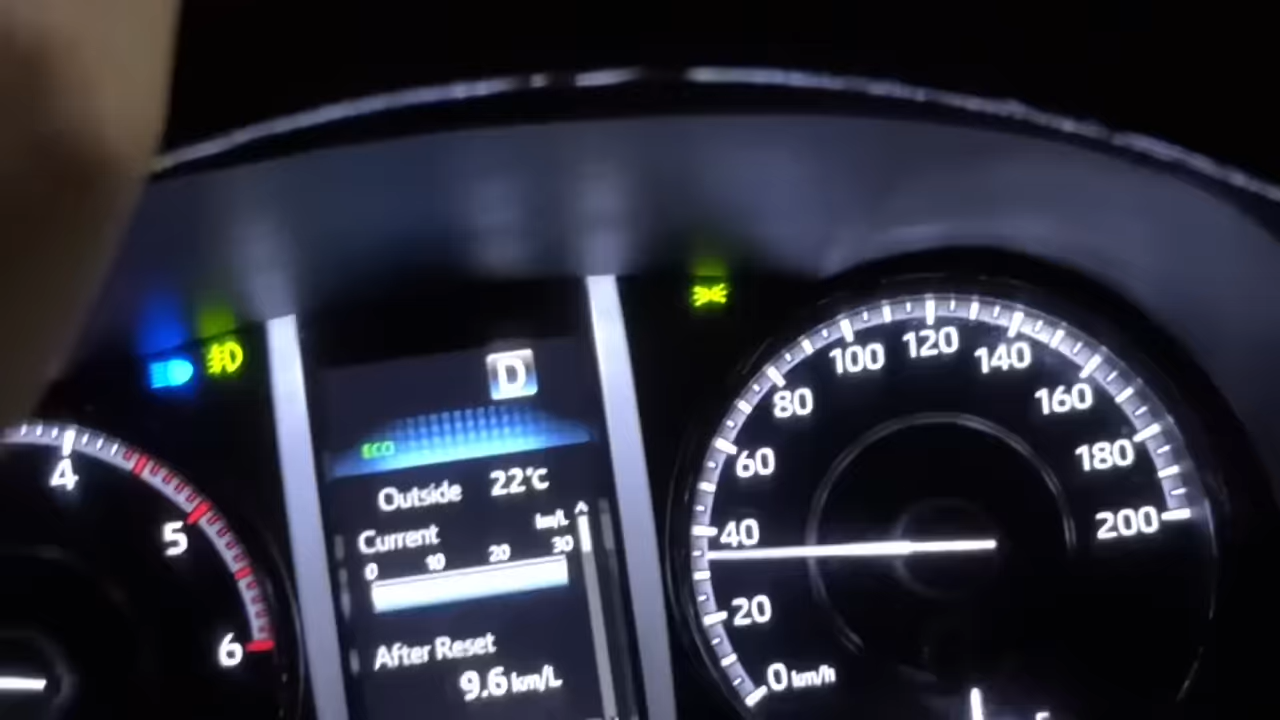 D
ECO
Outside 22°C
Current km/L
0 10 20 30
After Reset
9.6 km/L
4
5
6
0 km/h
20
40
60
80
100
120
140
160
180
200